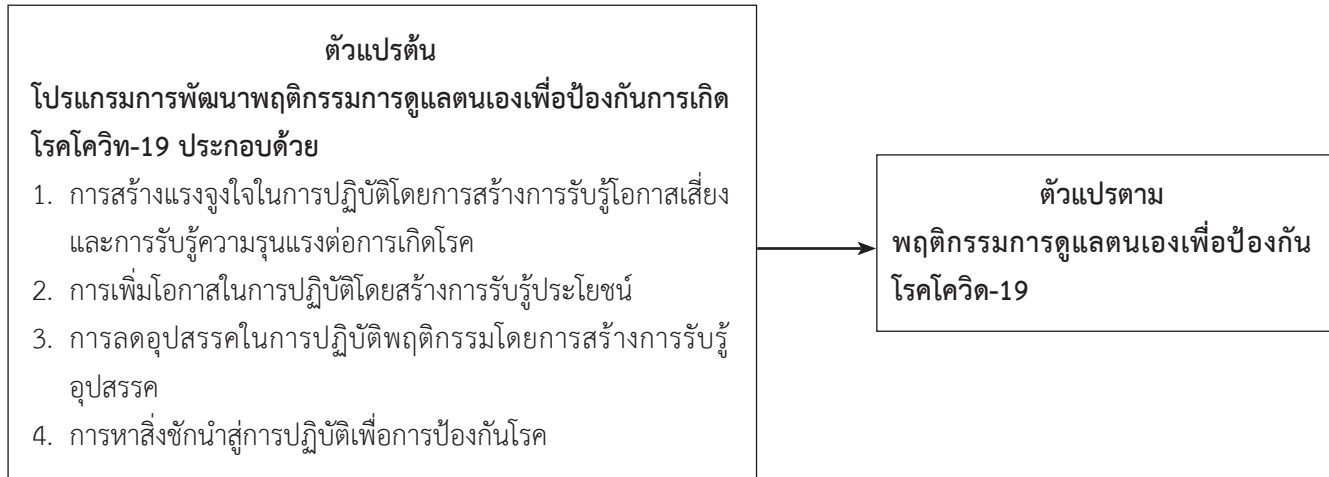 ตัวแปรต้น
โปรแกรมการพัฒนาพฤติกรรมการดูแลตนเองเพื่อป้องกันการเกิด
โรคโควิท-19 ประกอบด้วย
1. การสร้างแรงจูงใจในการปฏิบัติโดยการสร้างการรับรู้โอกาสเสี่ยง
และการรับรู้ความรุนแรงต่อการเกิดโรค
2. การเพิ่มโอกาสในการปฏิบัติโดยสร้างการรับรู้ประโยชน์
3. การลดอุปสรรคในการปฏิบัติพฤติกรรมโดยการสร้างการรับรู้
อุปสรรค
4. การหาสิ่งชักนำสู่การปฏิบัติเพื่อการป้องกันโรค
ตัวแปรตาม
พฤติกรรมการดูแลตนเองเพื่อป้องกัน
โรคโควิด-19